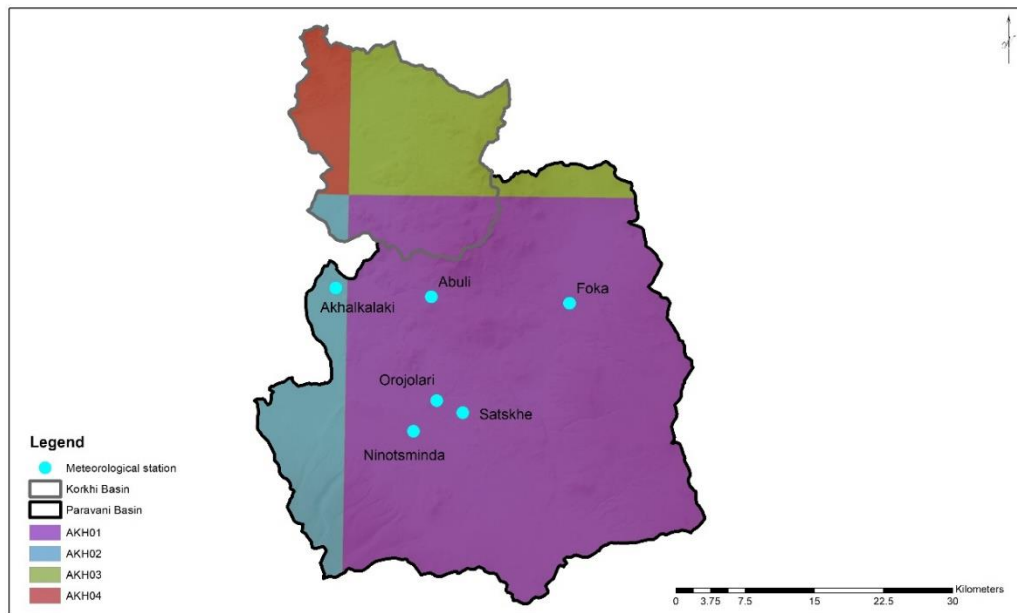 Abuli
Foka
Akhalkalaki
Orojolari
Satskhe
Ninotsminda
Legend
Meteorological station
Korkhi Basin
Paravani Basin
AKH01
AKH02
AKH03
AKH04
Kilometers
0 3.75 7.5 15 22.5 30